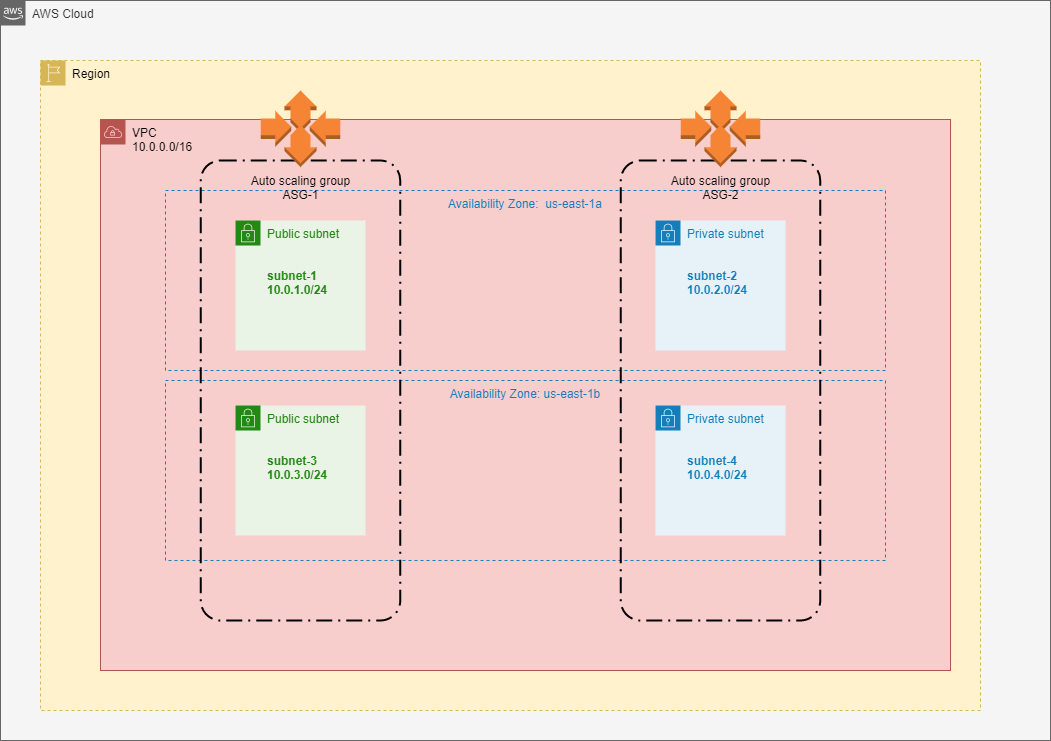 aws
AWS Cloud
Region
VPC
10.0.0.0/16
Auto scaling group
ASG-1
Auto scaling group
ASG-2
Availability Zone:  us-east-1a
Public subnet
subnet-1
10.0.1.0/24
Private subnet
subnet-2
10.0.2.0/24
Availability Zone: us-east-1b
Public subnet
subnet-3
10.0.3.0/24
Private subnet
subnet-4
10.0.4.0/24